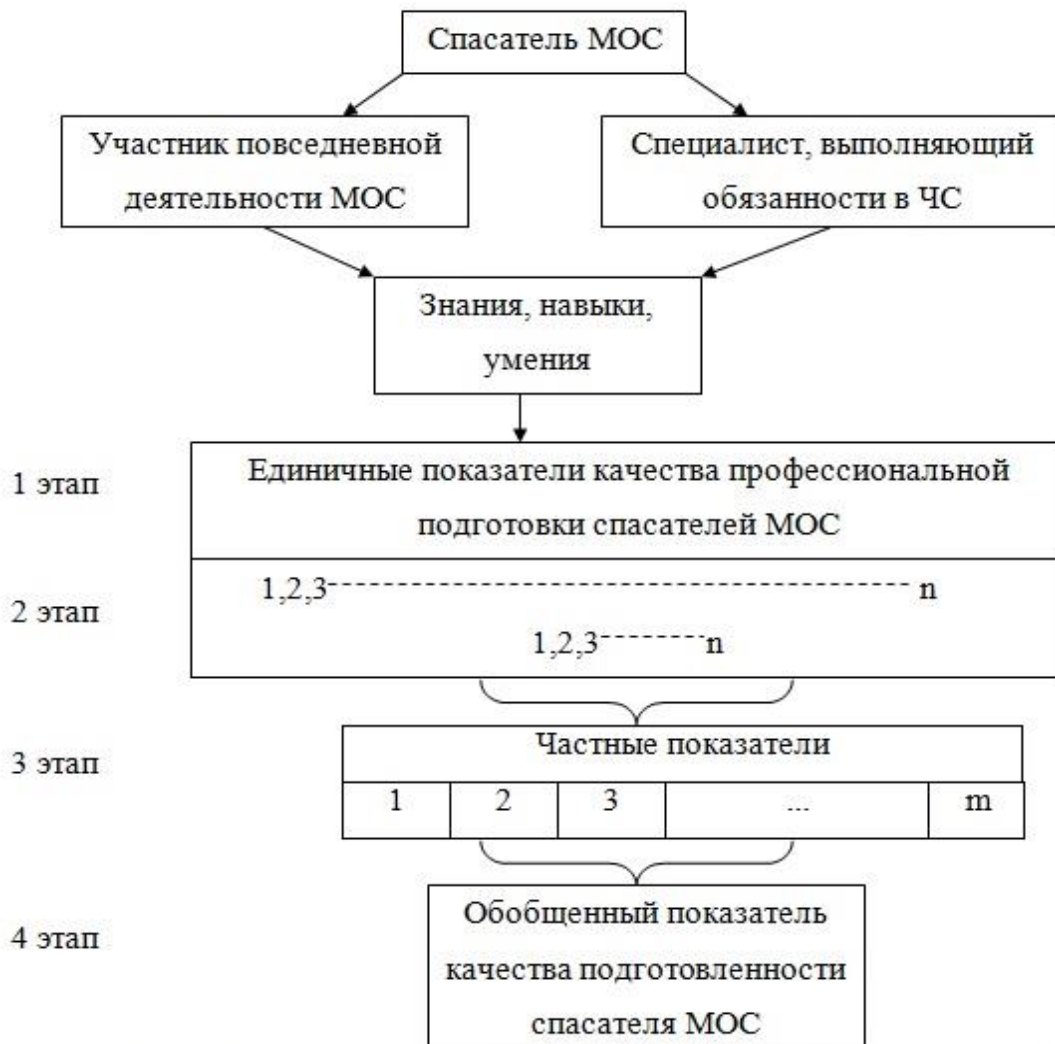 Спасатель МОС
Участник повседневной
деятельности МОС
Специалист, выполняющий
обязанности в ЧС
Знания, навыки,
умения
1 этап
Единичные показатели качества профессиональной
подготовки спасателей МОС
2 этап
1,2,3--------------------n
1,2,3-------n
3 этап
Частные показатели
1 2 3 ... m
4 этап
Обобщенный показатель
качества подготовленности
спасателя МОС